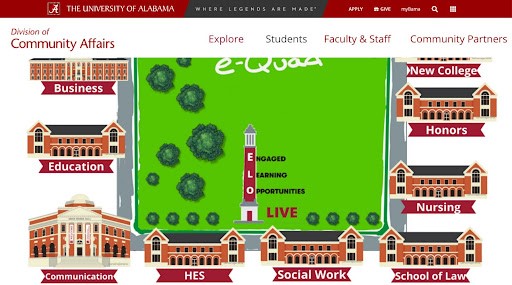 THE UNIVERSITY OF ALABAMA
WHERE LEGENDS ARE MADE
APPLY GIVE myBama
Division of
Community Affairs
Explore Students Faculty & Staff Community Partners
e-Quad
Business
New College
Honors
Education
ELO
ENGAGED
LEARNING
OPPORTUNITIES
LIVE
Nursing
Communication
HES
Social Work
School of Law